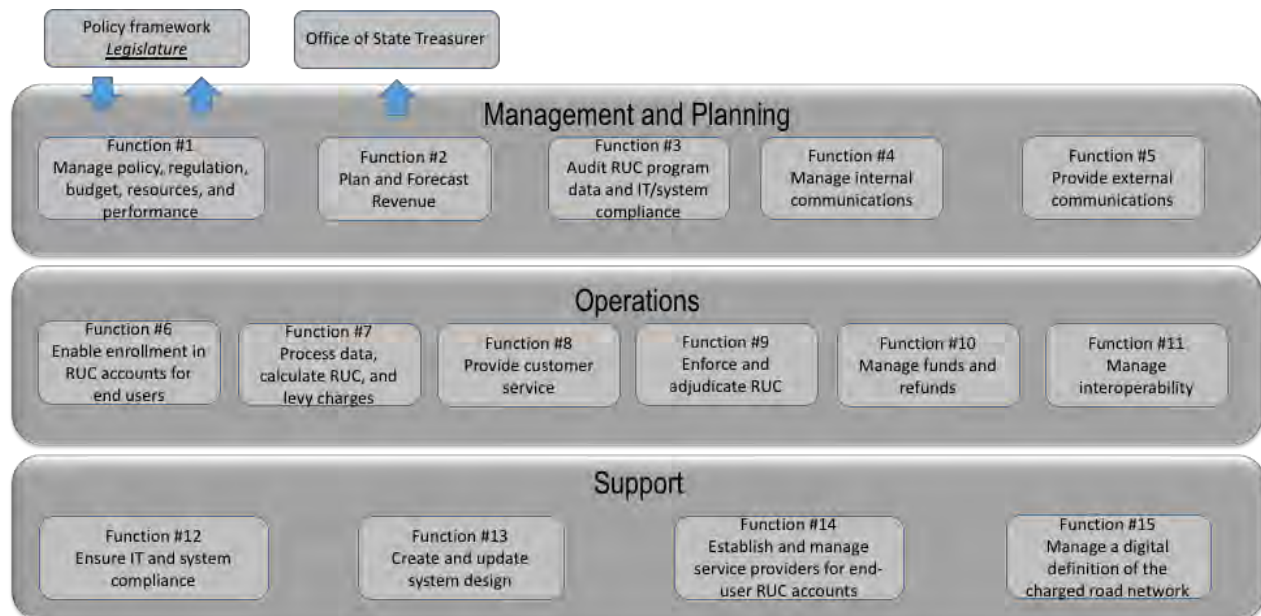 Policy framework
Legislature
Office of State Treasurer
Management and Planning
Function #1
Manage policy, regulation,
budget, resources, and
performance
Function #2
Plan and Forecast
Revenue
Function #3
Audit RUC program
data and IT/system
compliance
Function #4
Manage internal
communications
Function #5
Provide external
communications
Operations
Function #6
Enable enrollment in
RUC accounts for
end users
Function #7
Process data,
calculate RUC, and
levy charges
Function #8
Provide customer
service
Function #9
Enforce and
adjudicate RUC
Function #10
Manage funds and
refunds
Function #11
Manage
interoperability
Support
Function #12
Ensure IT and system
compliance
Function #13
Create and update
system design
Function #14
Establish and manage
service providers for end-
user RUC accounts
Function #15
Manage a digital
definition of the
charged road network